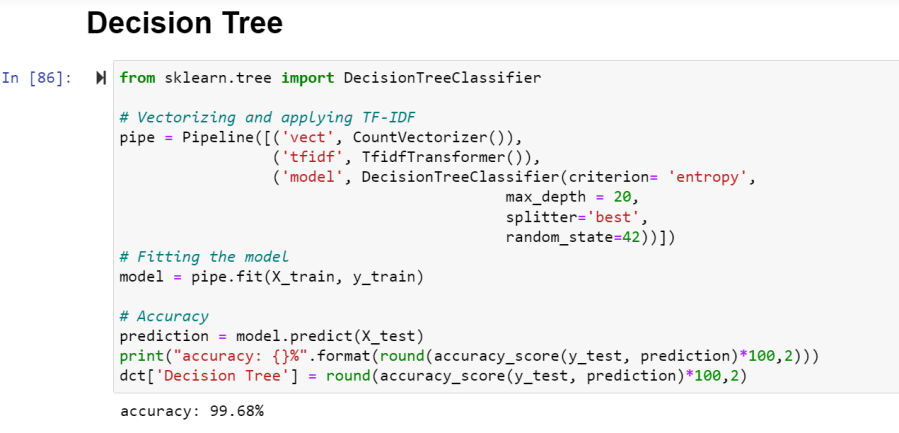 Decision Tree
In [86]:
from sklearn.tree import DecisionTreeClassifier
# Vectorizing and applying TF-IDF
pipe = Pipeline([('vect', CountVectorizer()),
('tfidf', TfidfTransformer()),
('model', DecisionTreeClassifier(criterion= 'entropy',
max_depth = 20,
splitter='best',
random_state=42))])
# Fitting the model
model = pipe.fit(X_train, y_train)
# Accuracy
prediction = model.predict(X_test)
print("accuracy: {}%".format(round(accuracy_score(y_test, prediction)*100,2)))
dct['Decision Tree'] = round(accuracy_score(y_test, prediction)*100,2)
accuracy: 99.68%